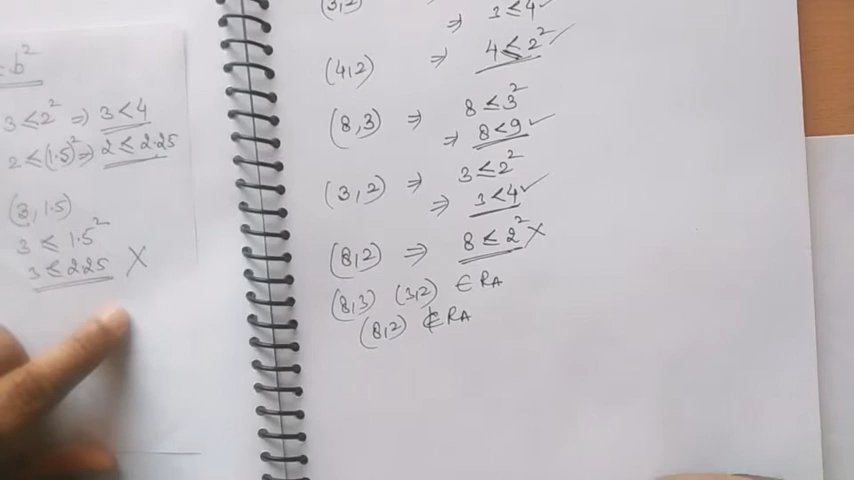 b²
3 ≤ 2² ⇒ 3 < 4
2 ≤ (1.5)² ⇒ 2 ≤ 2.25
(3, 1.5)
3 ≤ 1.5²
3 ≤ 2.25 X
(3,2)
⇒ 3 ≤ 4 ✓
(4,2) ⇒ 4 ≤ 2² ✓
(8,3) ⇒ 8 ≤ 3²
⇒ 8 < 9 ✓
(3,2) ⇒ 3 ≤ 2²
⇒ 3 < 4 ✓
(8,2) ⇒ 8 ≤ 2² X
(8,3) (3,2) ∈ RA
(8,2) ∉ RA